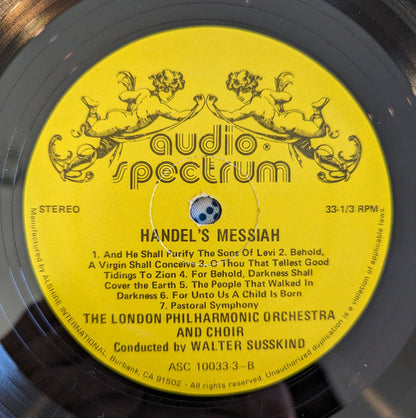 audio®
spectrum
STEREO
33-1/3 RPM
HANDEL'S MESSIAH
1. And He Shall Purify The Sons Of Levi 2. Behold,
A Virgin Shall Conceive 3. O Thou That Tellest Good
Tidings To Zion 4. For Behold, Darkness Shall
Cover the Earth 5. The People That Walked In
Darkness 6. For Unto Us A Child Is Born
7. Pastoral Symphony
THE LONDON PHILHARMONIC ORCHESTRA
AND CHOIR
Conducted by WALTER SUSSKIND
ASC 10033-3-B
Manufactured by ALSHIRE INTERNATIONAL, Burbank, CA 91502 - All rights reserved. Unauthorized duplication is a violation of applicable laws.